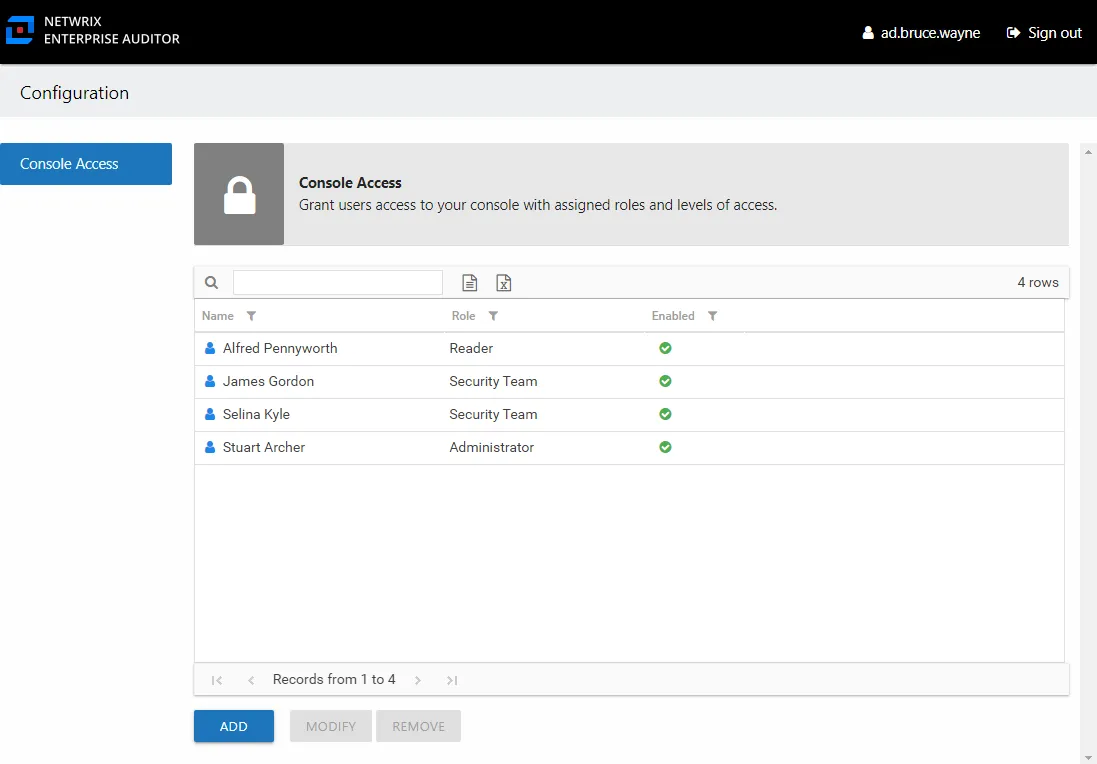 NETWRIX
ENTERPRISE AUDITOR
ad.bruce.wayne Sign out
Configuration
Console Access
Console Access
Grant users access to your console with assigned roles and levels of access.
4 rows
Name Role Enabled
Alfred Pennyworth Reader
James Gordon Security Team
Selina Kyle Security Team
Stuart Archer Administrator
Records from 1 to 4
ADD MODIFY REMOVE